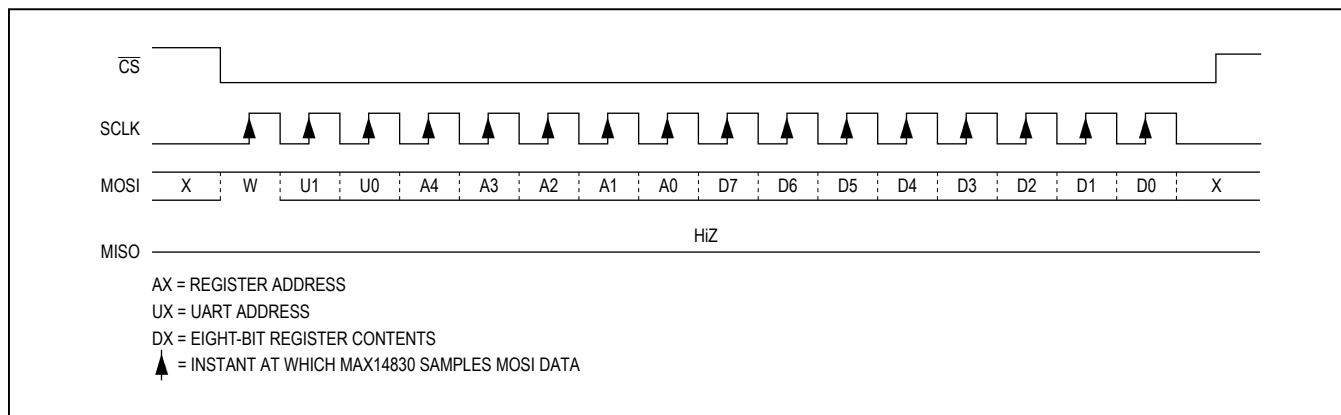 CS
SCLK
MOSI X W U1 U0 A4 A3 A2 A1 A0 D7 D6 D5 D4 D3 D2 D1 D0 X
HiZ
MISO
AX = REGISTER ADDRESS
UX = UART ADDRESS
DX = EIGHT-BIT REGISTER CONTENTS
= INSTANT AT WHICH MAX14830 SAMPLES MOSI DATA